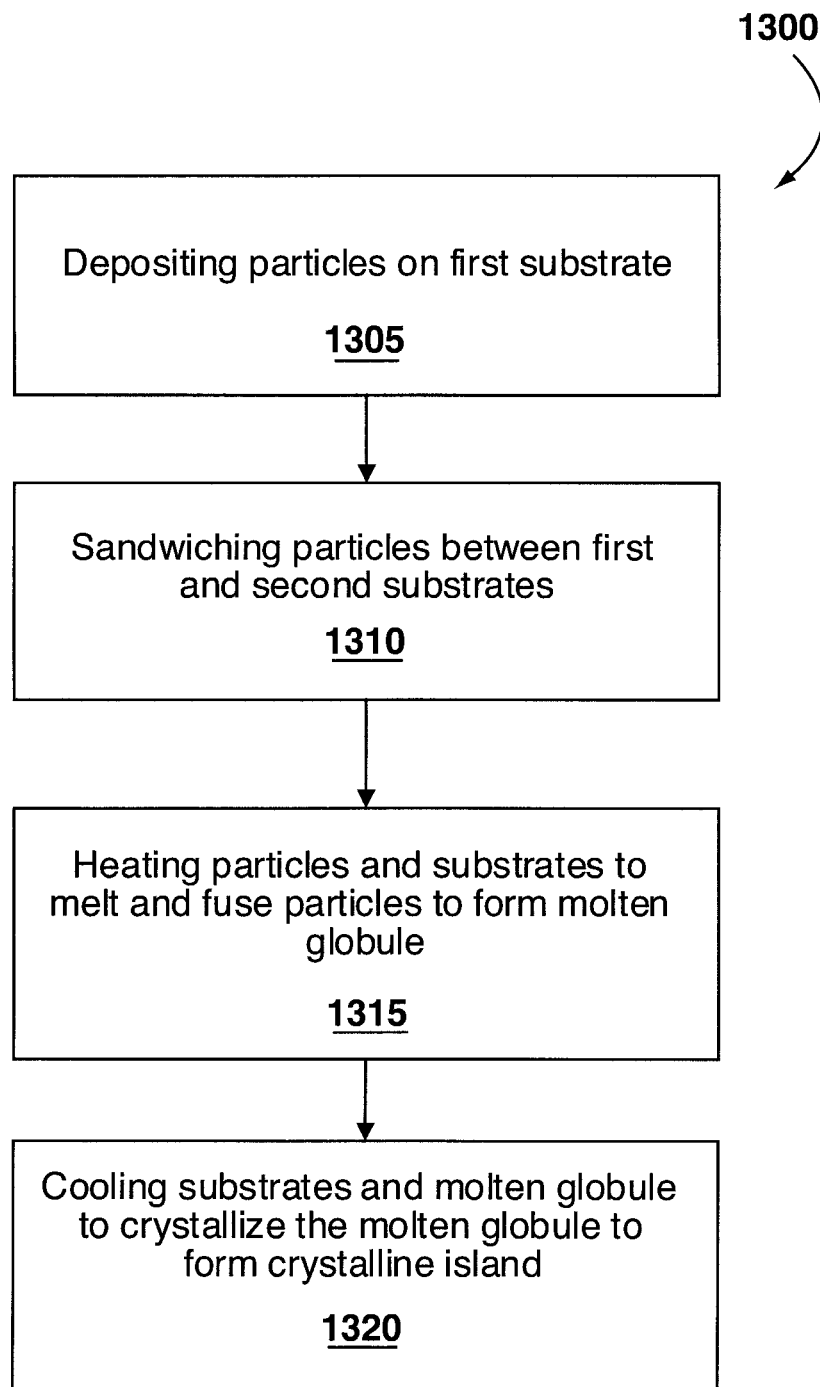 1300
Depositing particles on first substrate
1305
Sandwiching particles between first
and second substrates
1310
Heating particles and substrates to
melt and fuse particles to form molten
globule
1315
Cooling substrates and molten globule
to crystallize the molten globule to
form crystalline island
1320